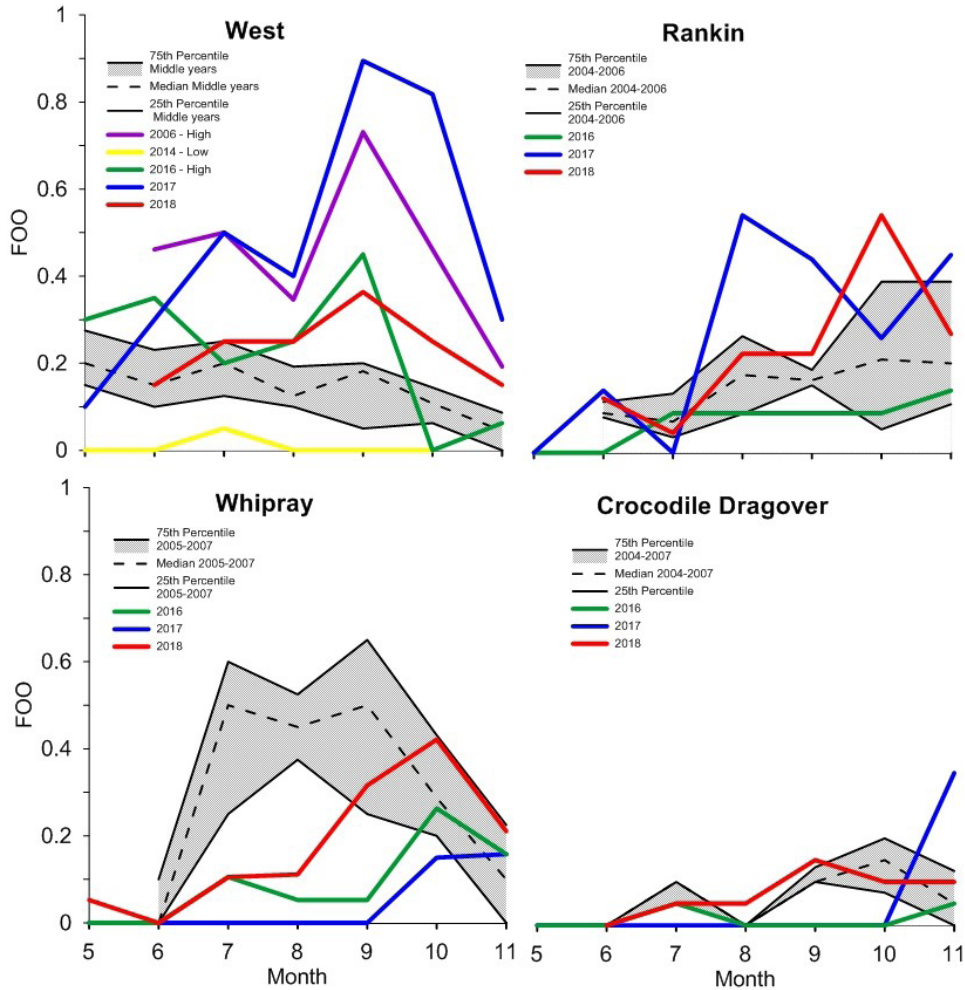 West
75th Percentile
Middle years
Median Middle years
25th Percentile
Middle years
2006 - High
2014 - Low
2016 - High
2017
2018
FOO
1
0.8
0.6
0.4
0.2
0
Rankin
75th Percentile
2004-2006
Median 2004-2006
25th Percentile
2004-2006
2016
2017
2018
Whipray
75th Percentile
2005-2007
Median 2005-2007
25th Percentile
2005-2007
2016
2017
2018
FOO
1
0.8
0.6
0.4
0.2
0
5 6 7 8 9 10 11
Month
Crocodile Dragover
75th Percentile
2004-2007
Median 2004-2007
25th Percentile
2016
2017
2018
5 6 7 8 9 10 11
Month